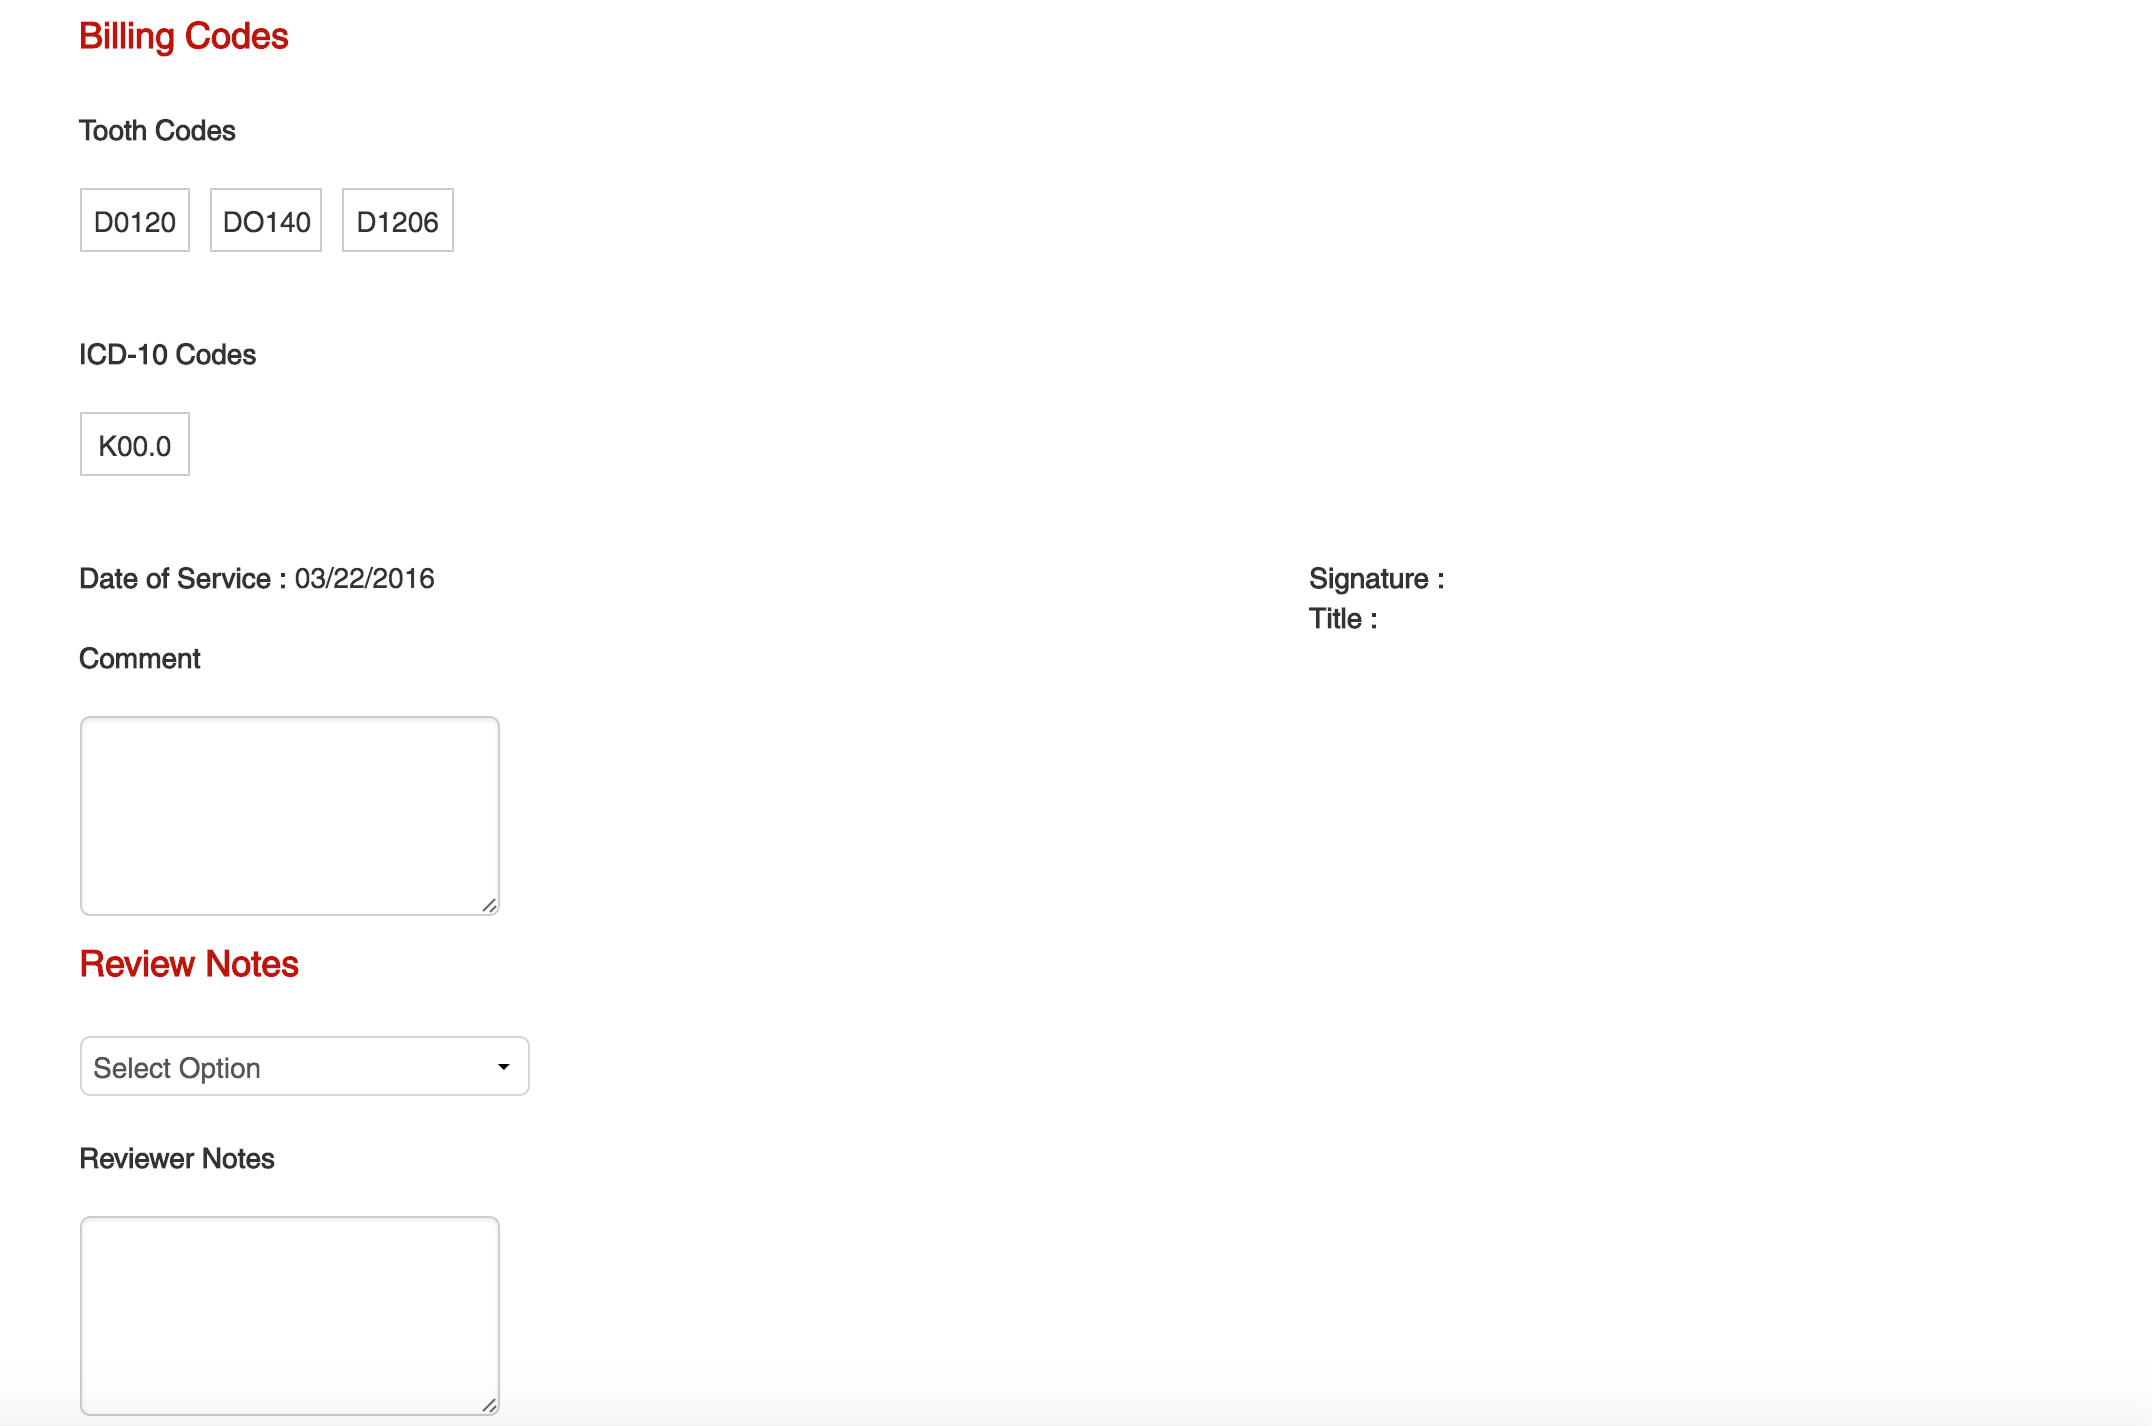 Billing Codes
Tooth Codes
D0120 DO140 D1206
ICD-10 Codes
K00.0
Date of Service : 03/22/2016
Signature :
Title :
Comment
Review Notes
Select Option
Reviewer Notes